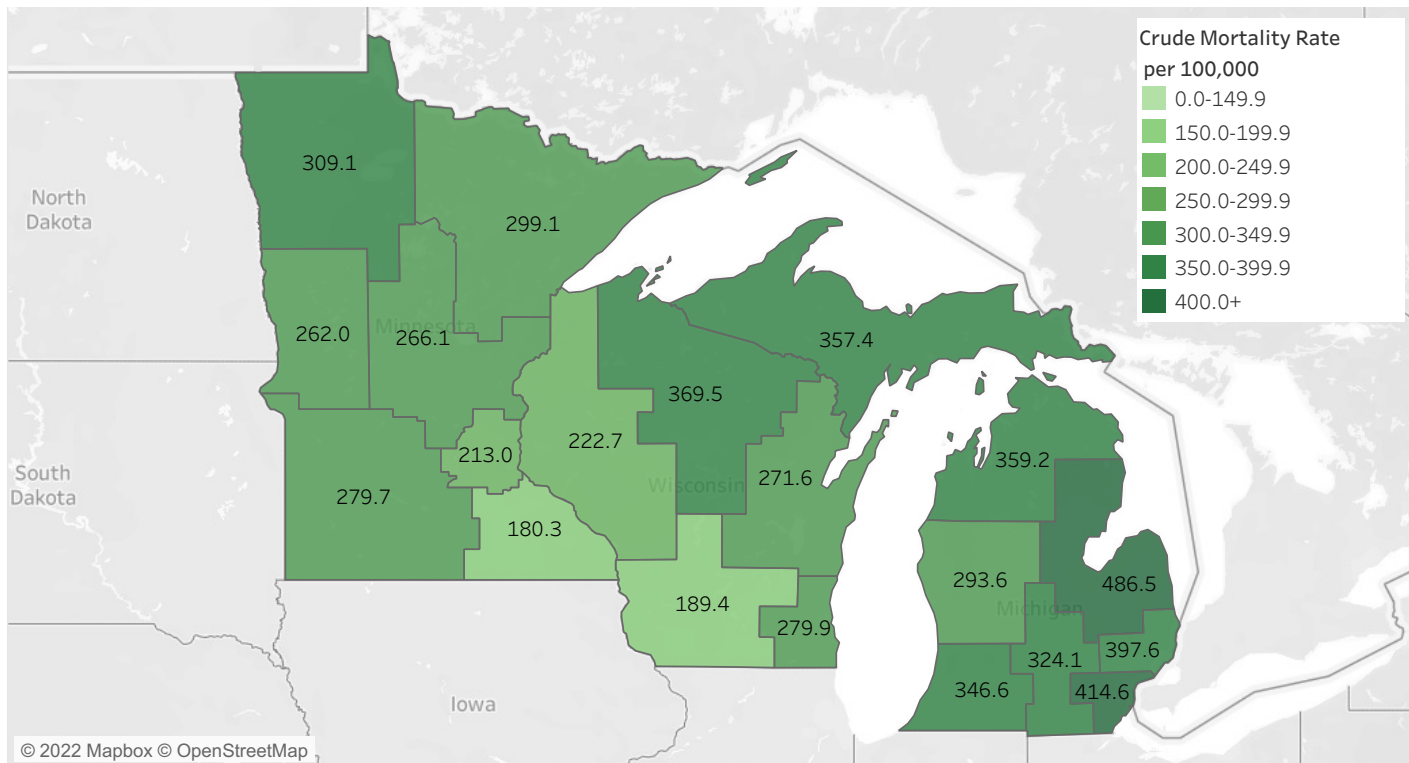 Crude Mortality Rate
per 100,000
0.0-149.9
150.0-199.9
200.0-249.9
250.0-299.9
300.0-349.9
350.0-399.9
400.0+
309.1
North
Dakota
299.1
262.0
Minnesota
266.1
357.4
369.5
222.7
213.0
359.2
South
Dakota
279.7
Wisconsin
271.6
180.3
293.6
486.5
Michigan
189.4
279.9
324.1
397.6
346.6
414.6
Iowa
© 2022 Mapbox © OpenStreetMap